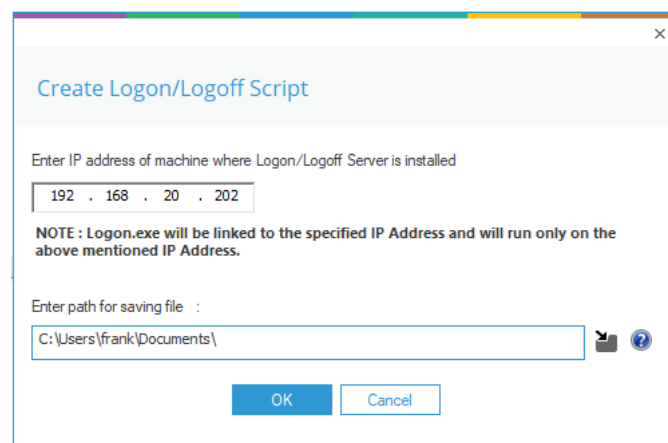 Create Logon/Logoff Script
Enter IP address of machine where Logon/Logoff Server is installed
192 . 168 . 20 . 202
NOTE : Logon.exe will be linked to the specified IP Address and will run only on the
above mentioned IP Address.
Enter path for saving file :
C:\Users\frank\Documents\
OK Cancel